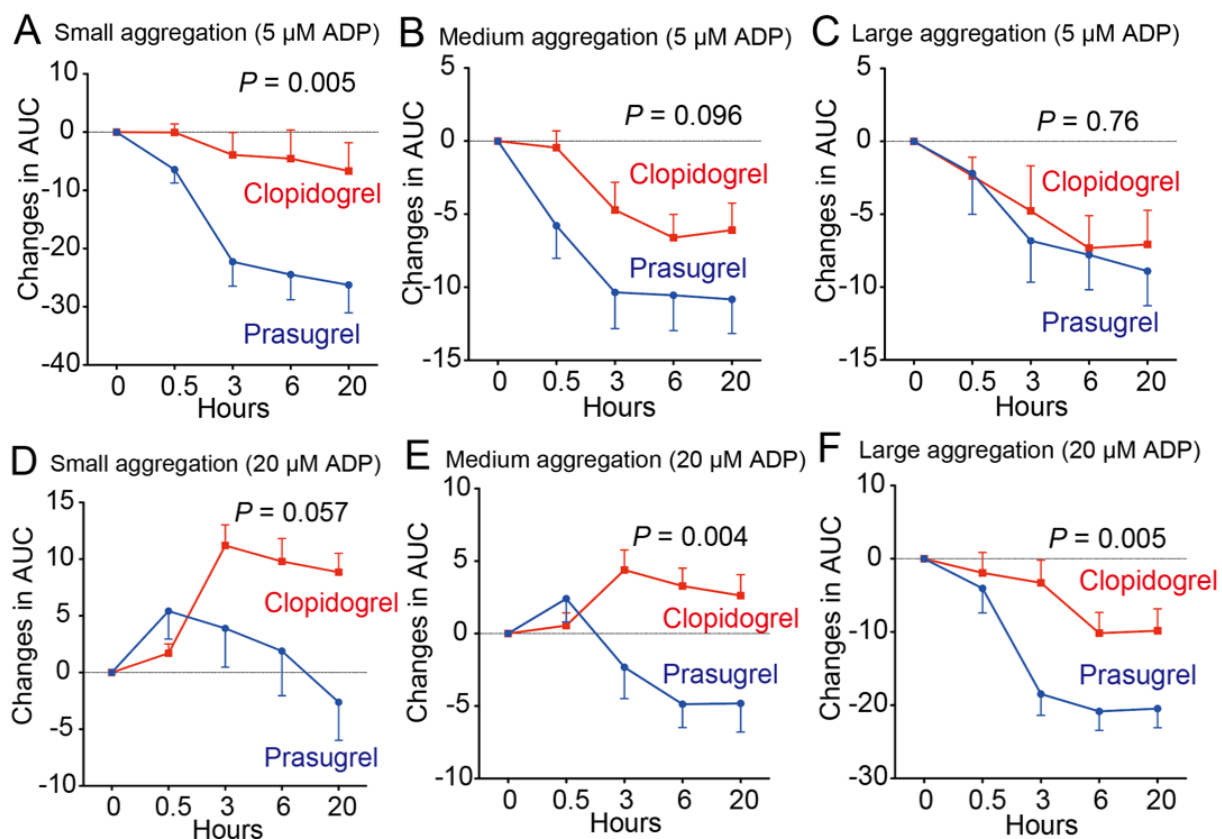 A Small aggregation (5 µM ADP)
Changes in AUC
10
0
-10
-20
-30
-40
P = 0.005
Clopidogrel
Prasugrel
0 0.5 3 6 20
Hours
B Medium aggregation (5 µM ADP)
Changes in AUC
5
0
-5
-10
-15
P = 0.096
Clopidogrel
Prasugrel
0 0.5 3 6 20
Hours
C Large aggregation (5 µM ADP)
Changes in AUC
5
0
-5
-10
-15
P = 0.76
Clopidogrel
Prasugrel
0 0.5 3 6 20
Hours
D Small aggregation (20 µM ADP)
Changes in AUC
15
10
5
0
-5
-10
P = 0.057
Clopidogrel
Prasugrel
0 0.5 3 6 20
Hours
E Medium aggregation (20 µM ADP)
Changes in AUC
10
5
0
-5
-10
P = 0.004
Clopidogrel
Prasugrel
0 0.5 3 6 20
Hours
F Large aggregation (20 µM ADP)
Changes in AUC
10
0
-10
-20
-30
P = 0.005
Clopidogrel
Prasugrel
0 0.5 3 6 20
Hours